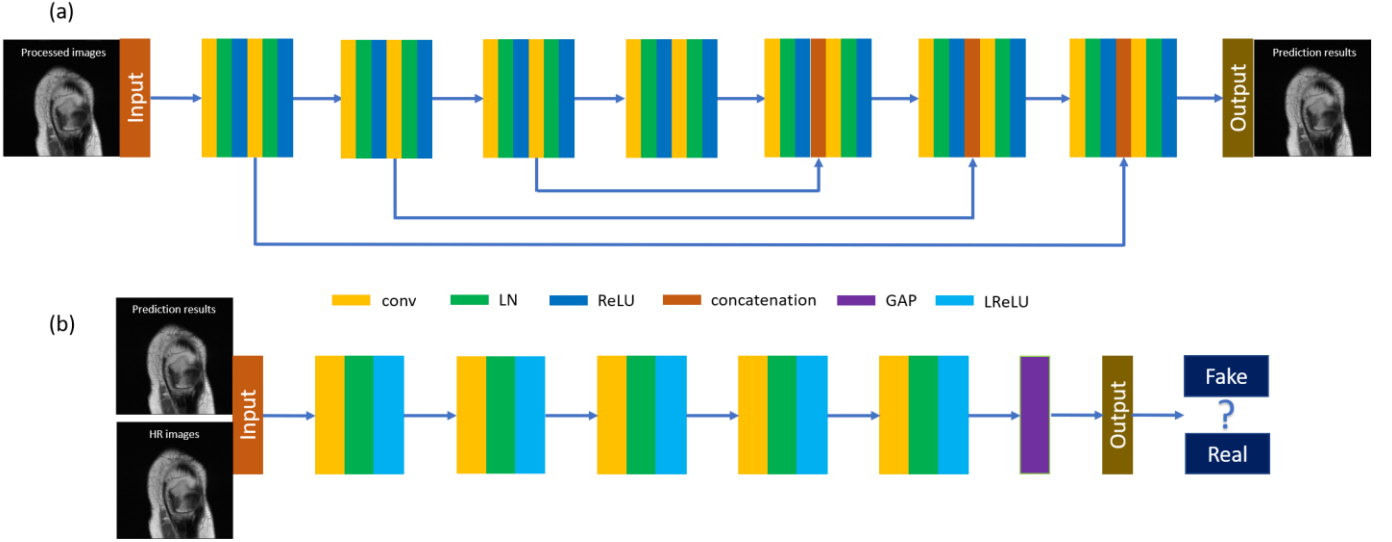 (a)
Processed images
Input
Output
Prediction results
conv
LN
ReLU
concatenation
GAP
LReLU
(b)
Prediction results
HR images
Input
Output
Fake
?
Real